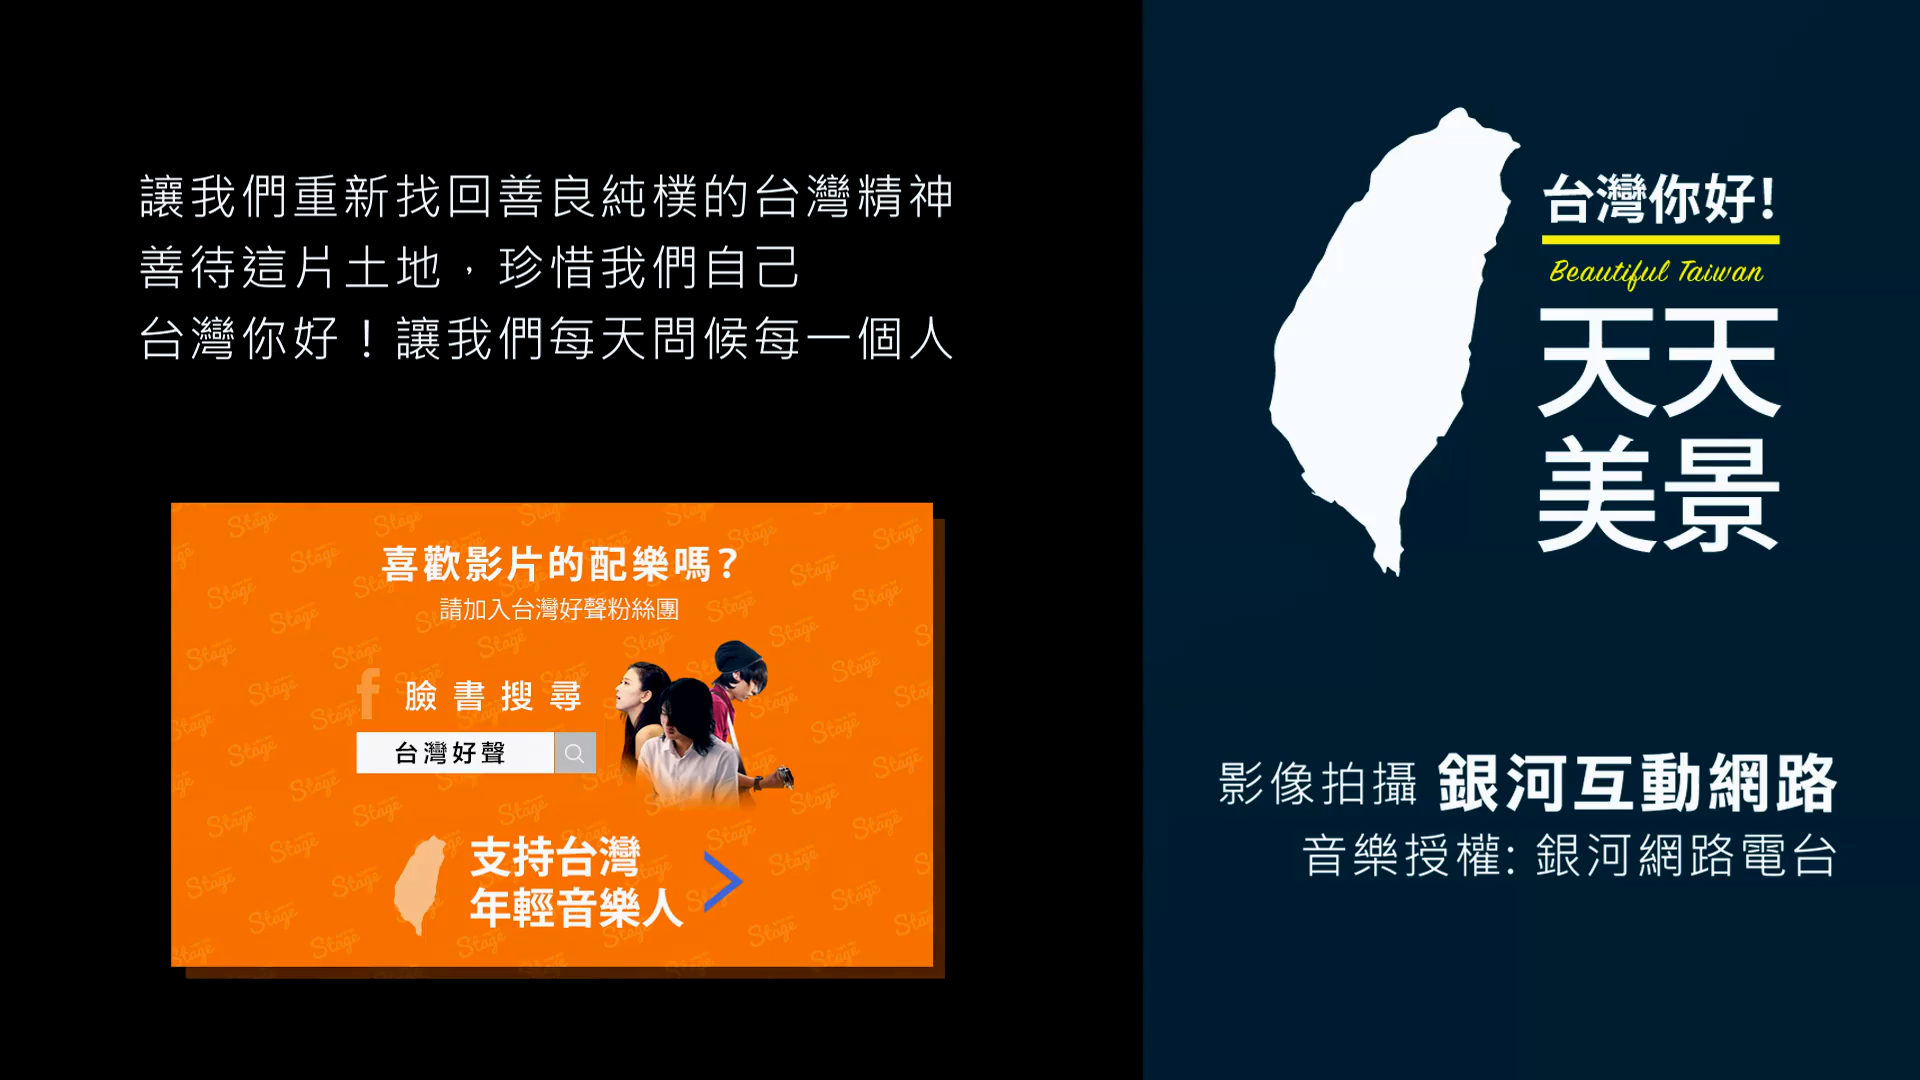 讓我們重新找回善良純樸的台灣精神
善待這片土地，珍惜我們自己
台灣你好！讓我們每天問候每一個人
喜歡影片的配樂嗎？
請加入台灣好聲粉絲團
f 臉書搜尋
台灣好聲
支持台灣
年輕音樂人
Stage
台灣你好!
Beautiful Taiwan
天天
美景
影像拍攝 銀河互動網路
音樂授權: 銀河網路電台